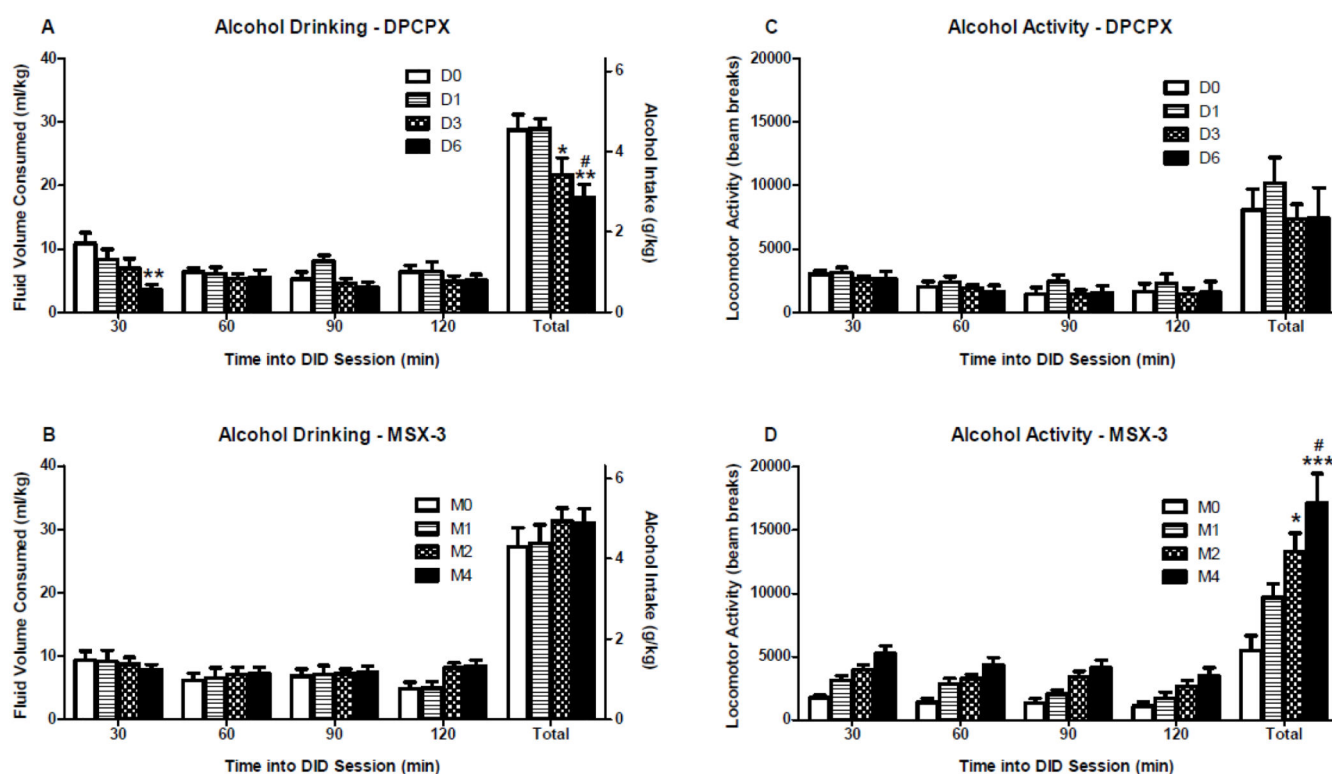 A
Alcohol Drinking - DPCPX
Fluid Volume Consumed (ml/kg)
40
30
20
10
0
D0
D1
D3
D6
**
*
#
**
6
4
2
0
Alcohol Intake (g/kg)
30 60 90 120 Total
Time into DID Session (min)
C
Alcohol Activity - DPCPX
Locomotor Activity (beam breaks)
20000
15000
10000
5000
0
D0
D1
D3
D6
30 60 90 120 Total
Time into DID Session (min)
B
Alcohol Drinking - MSX-3
Fluid Volume Consumed (ml/kg)
40
30
20
10
0
M0
M1
M2
M4
6
4
2
0
Alcohol Intake (g/kg)
30 60 90 120 Total
Time into DID Session (min)
D
Alcohol Activity - MSX-3
Locomotor Activity (beam breaks)
20000
15000
10000
5000
0
M0
M1
M2
M4
*
#
***
30 60 90 120 Total
Time into DID Session (min)